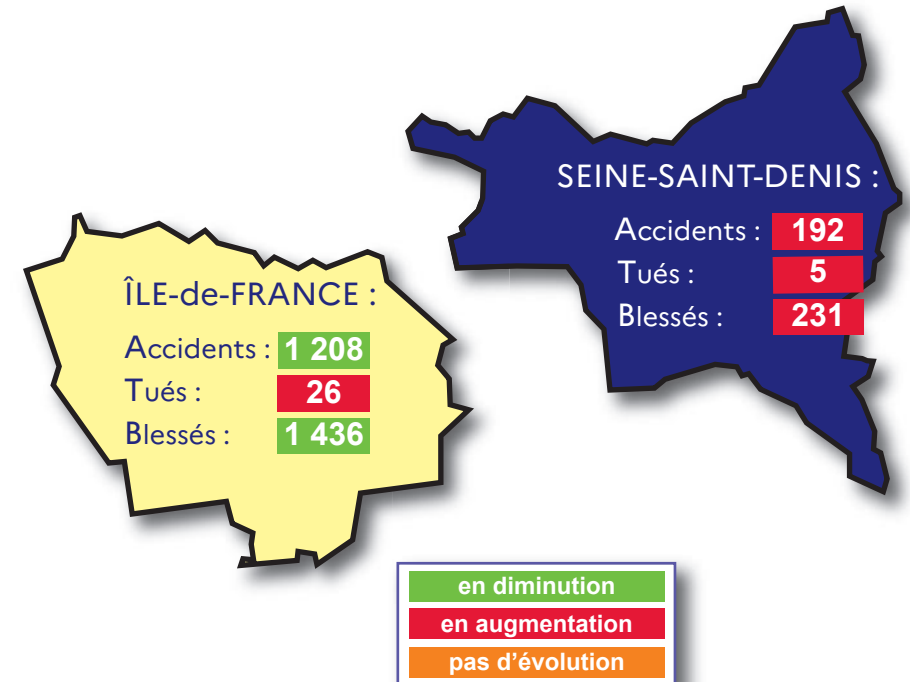 SEINE-SAINT-DENIS :
Accidents : 192
Tués : 5
Blessés : 231
ÎLE-de-FRANCE :
Accidents : 1 208
Tués : 26
Blessés : 1 436
en diminution
en augmentation
pas d'évolution